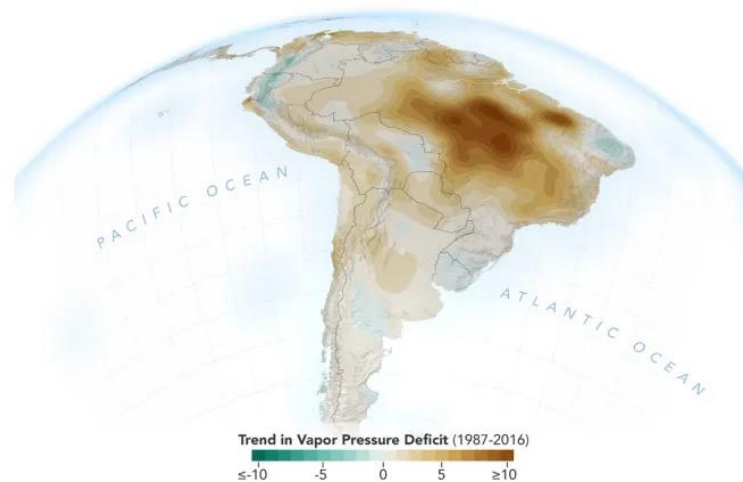 PACIFIC OCEAN
ATLANTIC OCEAN
Trend in Vapor Pressure Deficit (1987-2016)
≤-10 -5 0 5 ≥10